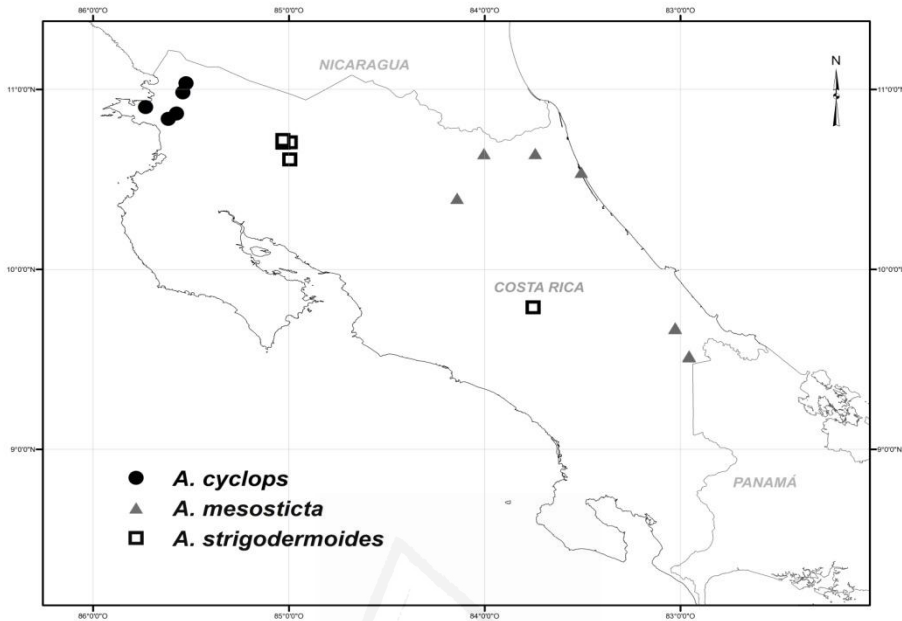 86°0'0"O 85°0'0"O 84°0'0"O 83°0'0"O
NICARAGUA
N
11°0'0"N 11°0'0"N
10°0'0"N 10°0'0"N
COSTA RICA
9°0'0"N 9°0'0"N
PANAMÁ
A. cyclops
A. mesosticta
A. strigodermoides
86°0'0"O 85°0'0"O 84°0'0"O 83°0'0"O